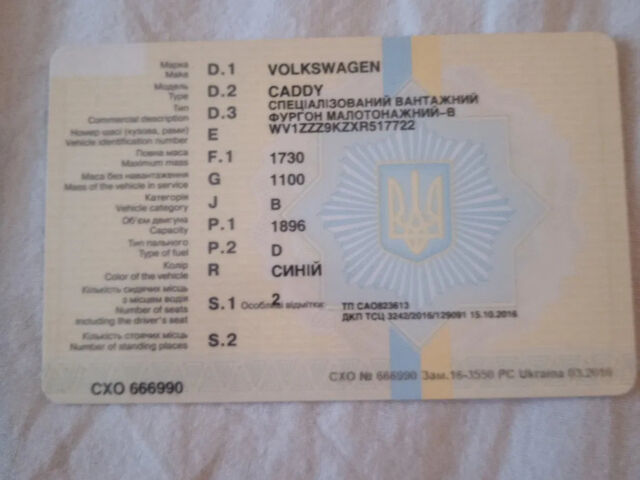 Марка
Make D.1 VOLKSWAGEN
Модель
Type D.2 CADDY
Тип
Commercial description D.3 СПЕЦІАЛІЗОВАНИЙ ВАНТАЖНИЙ
ФУРГОН МАЛОТОНАЖНИЙ-В
Номер шасі (кузова, рами)
Vehicle identification number E WV1ZZZ9KZXR517722
Повна маса
Maximum mass F.1 1730
Маса без навантаження
Mass of the vehicle in service G 1100
Категорія
Vehicle category J B
Об'єм двигуна
Capacity P.1 1896
Тип пального
Type of fuel P.2 D
Колір
Color of the vehicle R СИНІЙ
Кількість сидячих місць
з місцем водія
Number of seats
including the driver's seat S.1 2
Особливі відмітки: ТП САО823613
ДКП ТСЦ 3242/2016/129091 15.10.2016
Кількість стоячих місць
Number of standing places S.2
СХО № 666990 Зам.16-3550 РС Ukraina 03.2016
СХО 666990